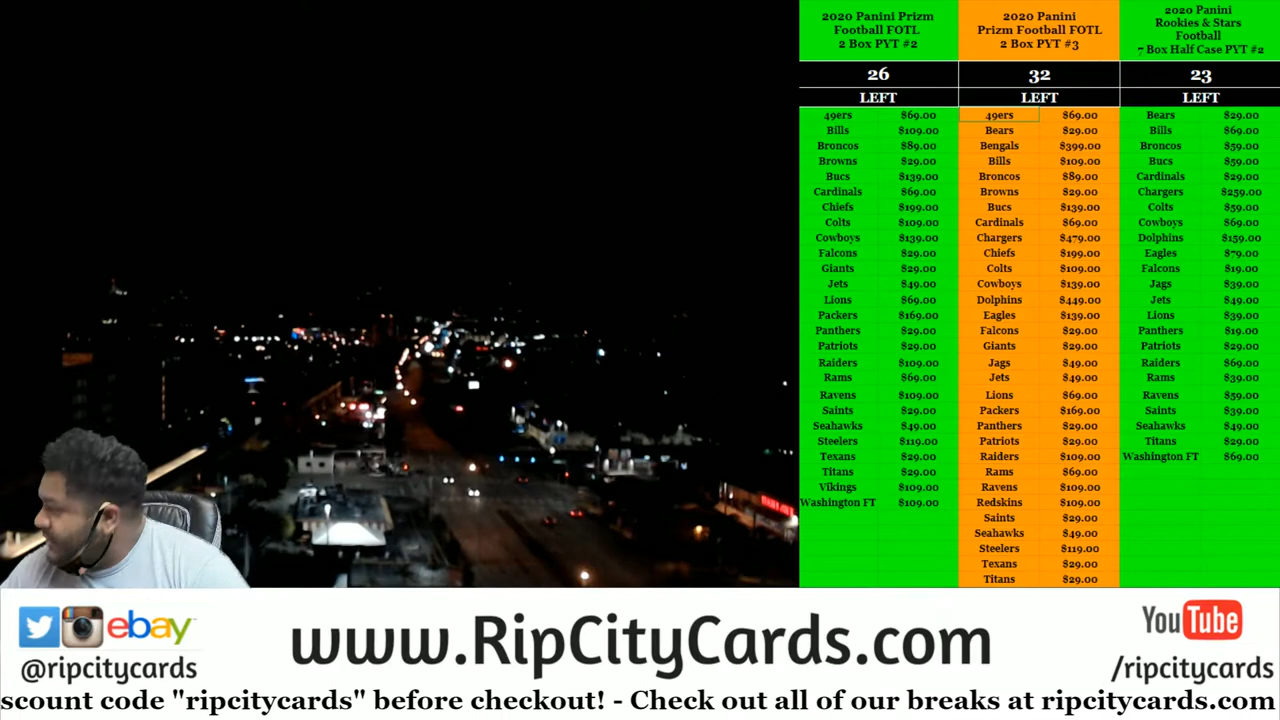 2020 Panini Prizm
Football FOTL
2 Box PYT #2
26
LEFT
49ers $69.00
Bills $109.00
Broncos $89.00
Browns $29.00
Bucs $139.00
Cardinals $69.00
Chiefs $199.00
Colts $109.00
Cowboys $139.00
Falcons $29.00
Giants $29.00
Jets $49.00
Lions $69.00
Packers $169.00
Panthers $29.00
Patriots $29.00
Raiders $109.00
Rams $69.00
Ravens $109.00
Saints $29.00
Seahawks $49.00
Steelers $119.00
Texans $29.00
Titans $29.00
Vikings $109.00
Washington FT $109.00
2020 Panini
Prizm Football FOTL
2 Box PYT #3
32
LEFT
49ers $69.00
Bears $29.00
Bengals $399.00
Bills $109.00
Broncos $89.00
Browns $29.00
Bucs $139.00
Cardinals $69.00
Chargers $479.00
Chiefs $199.00
Colts $109.00
Cowboys $139.00
Dolphins $449.00
Eagles $139.00
Falcons $29.00
Giants $29.00
Jags $49.00
Jets $49.00
Lions $69.00
Packers $169.00
Panthers $29.00
Patriots $29.00
Raiders $109.00
Rams $69.00
Ravens $109.00
Redskins $109.00
Saints $29.00
Seahawks $49.00
Steelers $119.00
Texans $29.00
Titans $29.00
2020 Panini
Rookies & Stars
Football
7 Box Half Case PYT #2
23
LEFT
Bears $29.00
Bills $69.00
Broncos $59.00
Bucs $59.00
Cardinals $29.00
Chargers $259.00
Colts $59.00
Cowboys $69.00
Dolphins $159.00
Eagles $79.00
Falcons $19.00
Jags $39.00
Jets $49.00
Lions $39.00
Panthers $19.00
Patriots $29.00
Raiders $69.00
Rams $39.00
Ravens $59.00
Saints $39.00
Seahawks $49.00
Titans $29.00
Washington FT $69.00
ebay
@ripcitycards
www.RipCityCards.com
YouTube
/ripcitycards
scount code "ripcitycards" before checkout! - Check out all of our breaks at ripcitycards.com